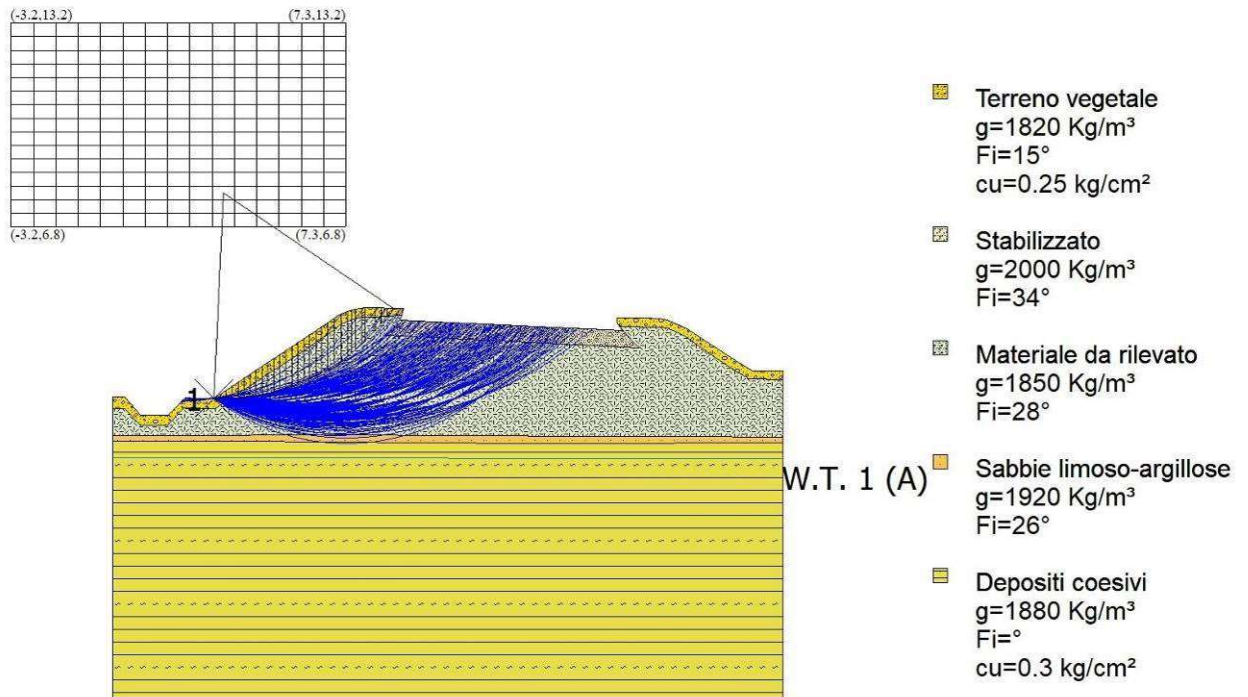 (-3.2,13.2)
(7.3,13.2)
(-3.2,6.8)
(7.3,6.8)
1
W.T. 1 (A)
Terreno vegetale
g=1820 Kg/m³
Fi=15°
cu=0.25 kg/cm²
Stabilizzato
g=2000 Kg/m³
Fi=34°
Materiale da rilevato
g=1850 Kg/m³
Fi=28°
Sabbie limoso-argillose
g=1920 Kg/m³
Fi=26°
Depositi coesivi
g=1880 Kg/m³
Fi=°
cu=0.3 kg/cm²